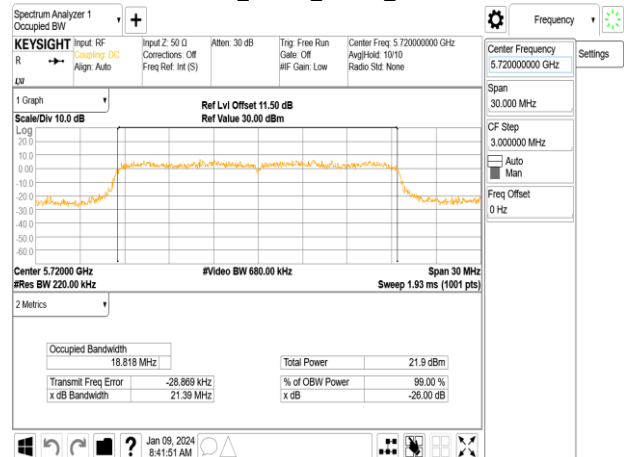 Spectrum Analyzer 1
Occupied BW
Frequency
KEYSIGHT
R
LXI
Input: RF
Coupling: DC
Align: Auto
Input Z: 50 Ω
Corrections: Off
Freq Ref: Int (S)
Atten: 30 dB
Trig: Free Run
Gate: Off
#IF Gain: Low
Center Freq: 5.720000000 GHz
Avg|Hold: 10/10
Radio Std: None
Center Frequency
5.720000000 GHz
Settings
Span
30.000 MHz
CF Step
3.000000 MHz
Auto
Man
Freq Offset
0 Hz
1 Graph
Scale/Div 10.0 dB
Ref Lvl Offset 11.50 dB
Ref Value 30.00 dBm
Log
20.0
10.0
0.00
-10.0
-20.0
-30.0
-40.0
-50.0
-60.0
Center 5.72000 GHz
#Video BW 680.00 kHz
Span 30 MHz
#Res BW 220.00 kHz
Sweep 1.93 ms (1001 pts)
2 Metrics
Occupied Bandwidth
18.818 MHz
Total Power 21.9 dBm
Transmit Freq Error -28.869 kHz
% of OBW Power 99.00 %
x dB Bandwidth 21.39 MHz
x dB -26.00 dB
?
Jan 09, 2024
8:41:51 AM